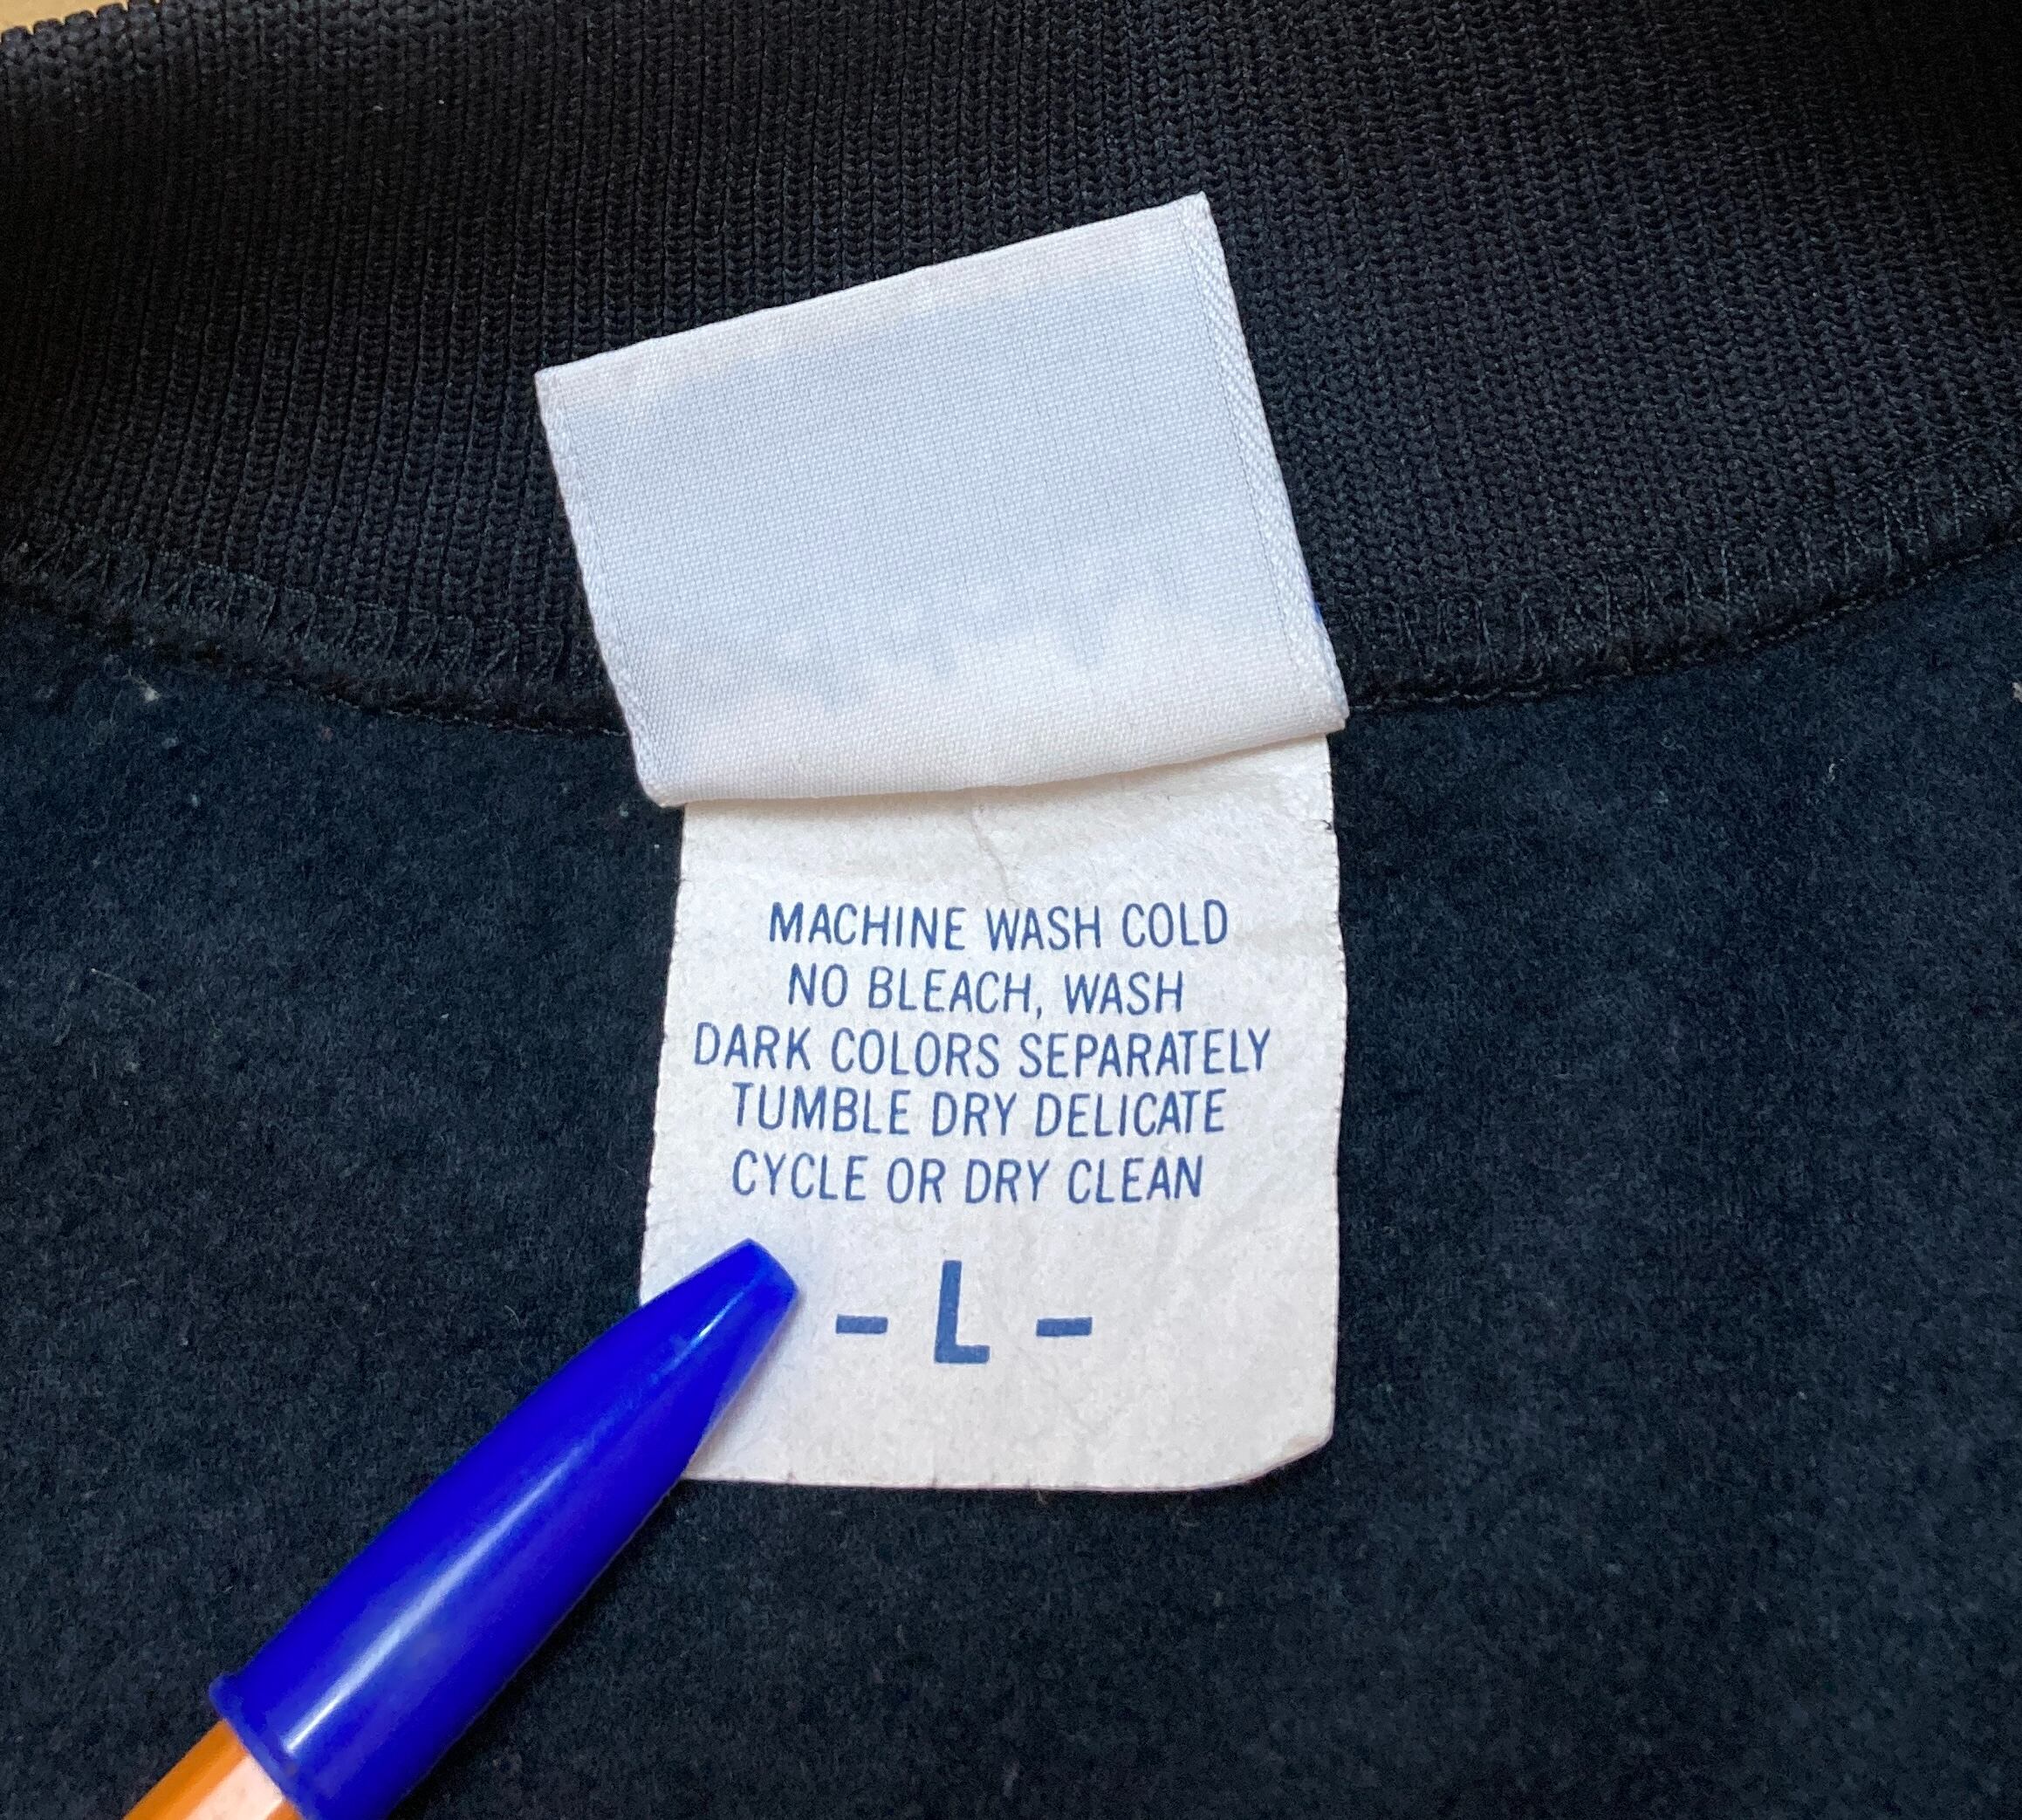 MACHINE WASH COLD
NO BLEACH, WASH
DARK COLORS SEPARATELY
TUMBLE DRY DELICATE
CYCLE OR DRY CLEAN
- L -